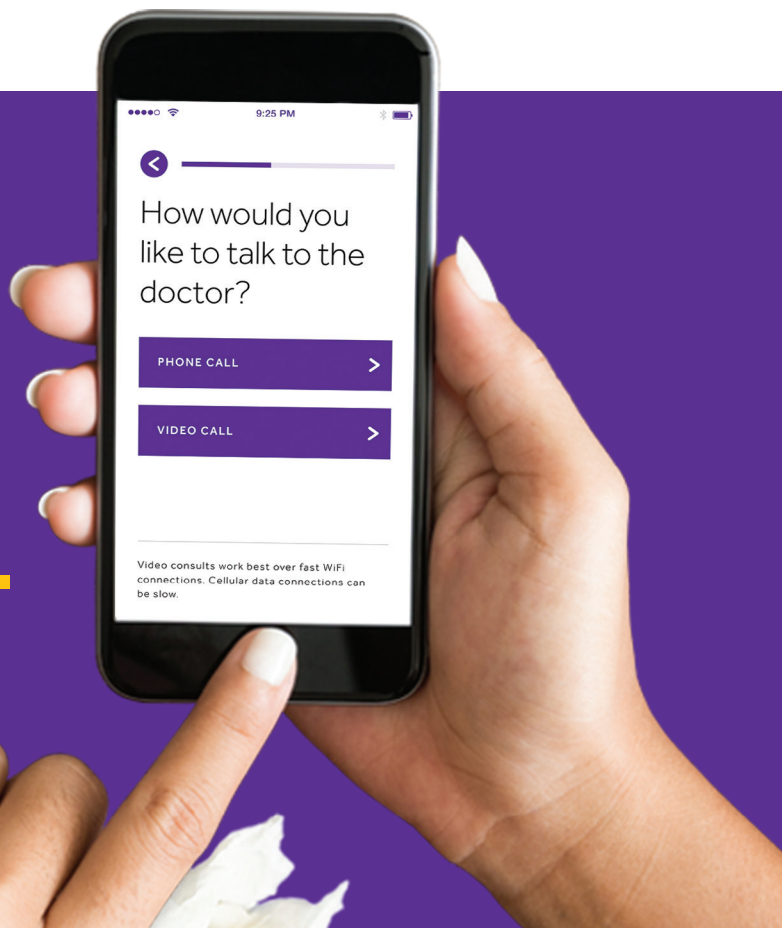 9:25 PM
How would you
like to talk to the
doctor?
PHONE CALL
VIDEO CALL
Video consults work best over fast WiFi
connections. Cellular data connections can
be slow.